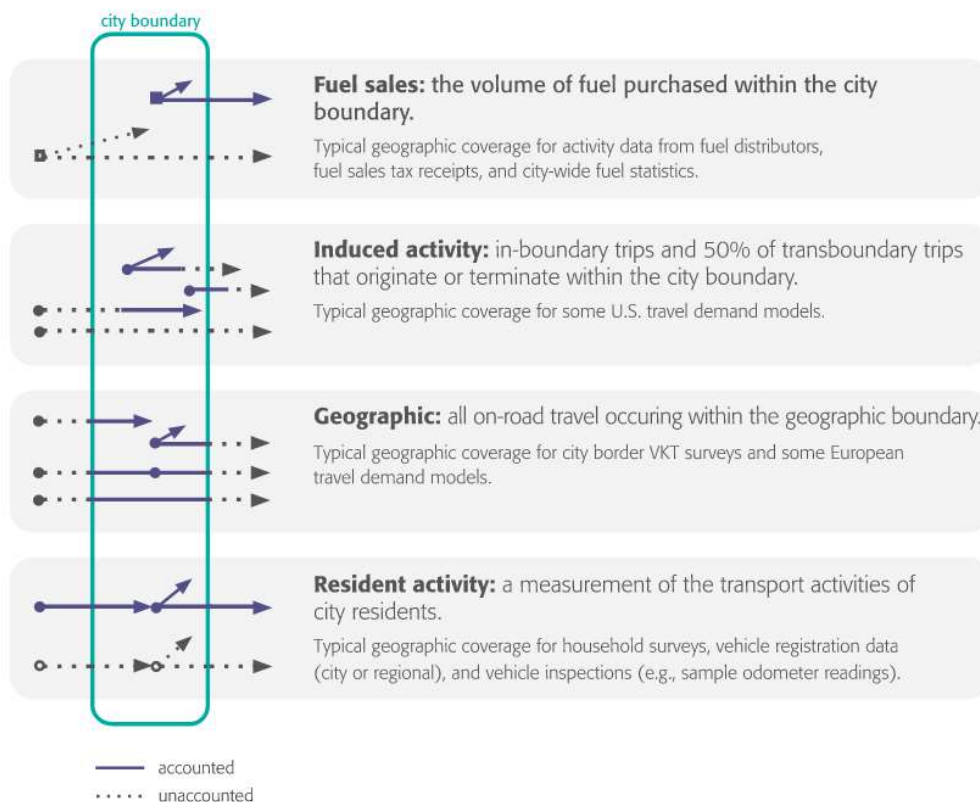 city boundary
Fuel sales: the volume of fuel purchased within the city
boundary.
Typical geographic coverage for activity data from fuel distributors,
fuel sales tax receipts, and city-wide fuel statistics.
Induced activity: in-boundary trips and 50% of transboundary trips
that originate or terminate within the city boundary.
Typical geographic coverage for some U.S. travel demand models.
Geographic: all on-road travel occuring within the geographic boundary.
Typical geographic coverage for city border VKT surveys and some European
travel demand models.
Resident activity: a measurement of the transport activities of
city residents.
Typical geographic coverage for household surveys, vehicle registration data
(city or regional), and vehicle inspections (e.g., sample odometer readings).
accounted
unaccounted